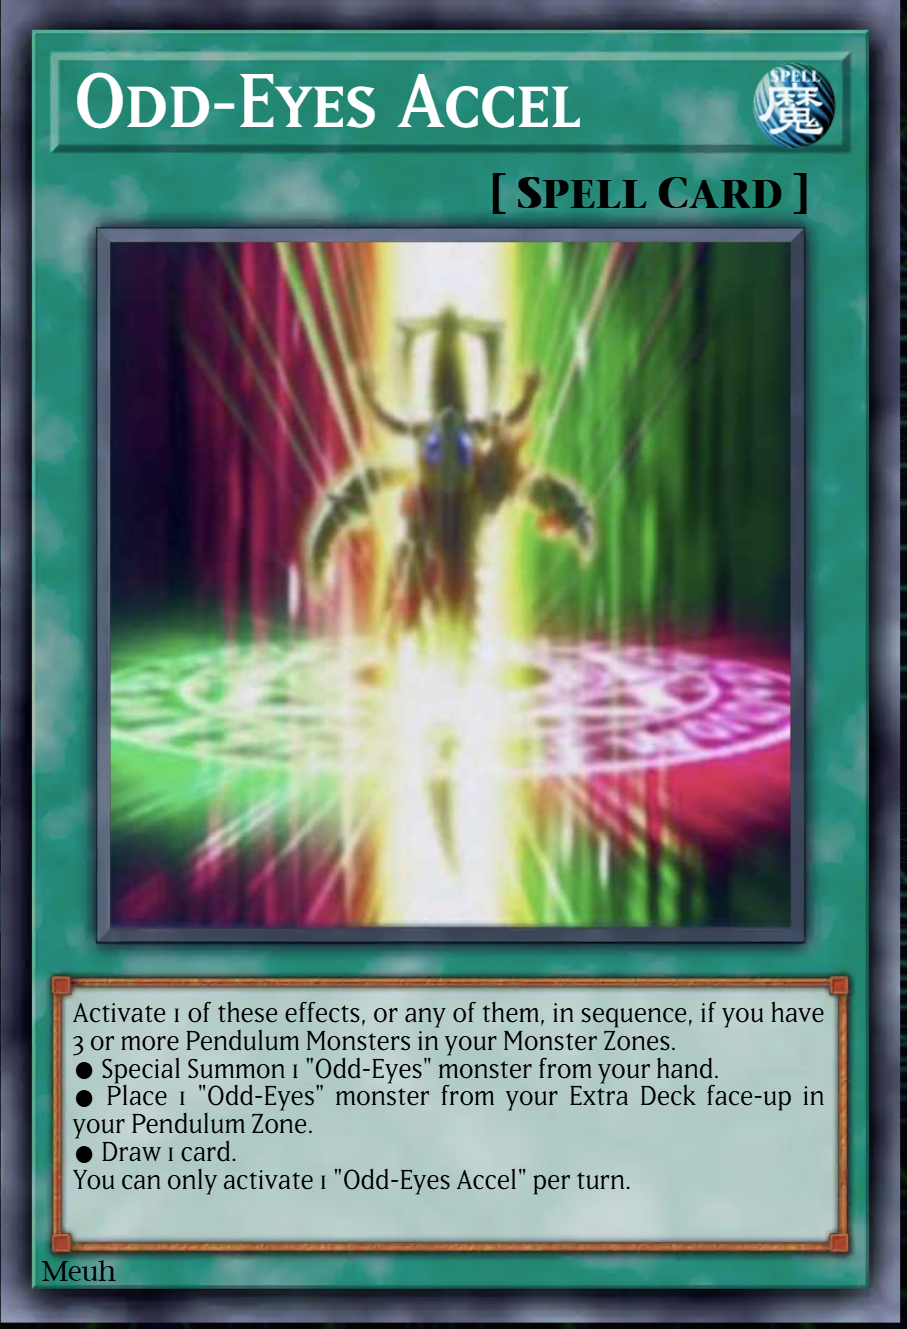 Odd-Eyes Accel
SPELL
魔
[ Spell Card ]
Activate 1 of these effects, or any of them, in sequence, if you have
3 or more Pendulum Monsters in your Monster Zones.
● Special Summon 1 "Odd-Eyes" monster from your hand.
● Place 1 "Odd-Eyes" monster from your Extra Deck face-up in
your Pendulum Zone.
● Draw 1 card.
You can only activate 1 "Odd-Eyes Accel" per turn.
Meuh